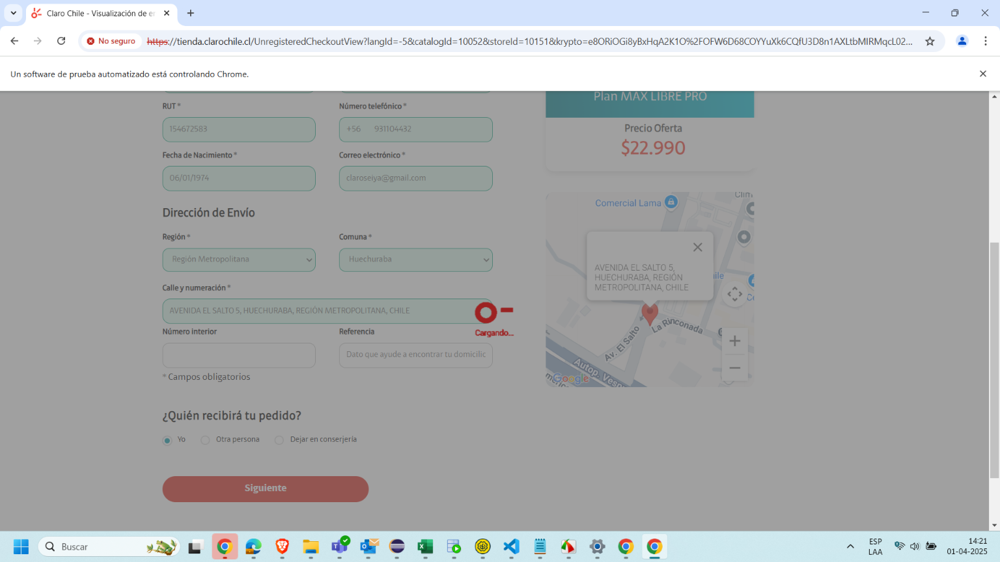 Claro Chile - Visualización de e
No seguro
https://tienda.clarochile.cl/UnregisteredCheckoutView?langId=-5&catalogId=10052&storeId=10151&krypto=e8ORiOGi8yBxHqA2K1O%2FOFW6D68COYYuXk6CQfU3D8n1AXLtbMIRMqcL02...
Un software de prueba automatizado está controlando Chrome.
RUT *
Número telefónico *
154672583
+56 931104432
Fecha de Nacimiento *
Correo electrónico *
06/01/1974
claroseiya@gmail.com
Dirección de Envío
Región *
Comuna *
Región Metropolitana
Huechuraba
Calle y numeración *
AVENIDA EL SALTO 5, HUECHURABA, REGIÓN METROPOLITANA, CHILE
Cargando...
Número interior
Referencia
Dato que ayude a encontrar tu domicilio
* Campos obligatorios
¿Quién recibirá tu pedido?
Yo
Otra persona
Dejar en conserjería
Siguiente
Plan MAX LIBRE PRO
Precio Oferta
$22.990
Comercial Lama
Clim
AVENIDA EL SALTO 5,
HUECHURABA, REGIÓN
METROPOLITANA, CHILE
ile
Ce
La Rinconada
Av. El Salto
Autop. Vesp
Google
Buscar
ESP
LAA
14:21
01-04-2025